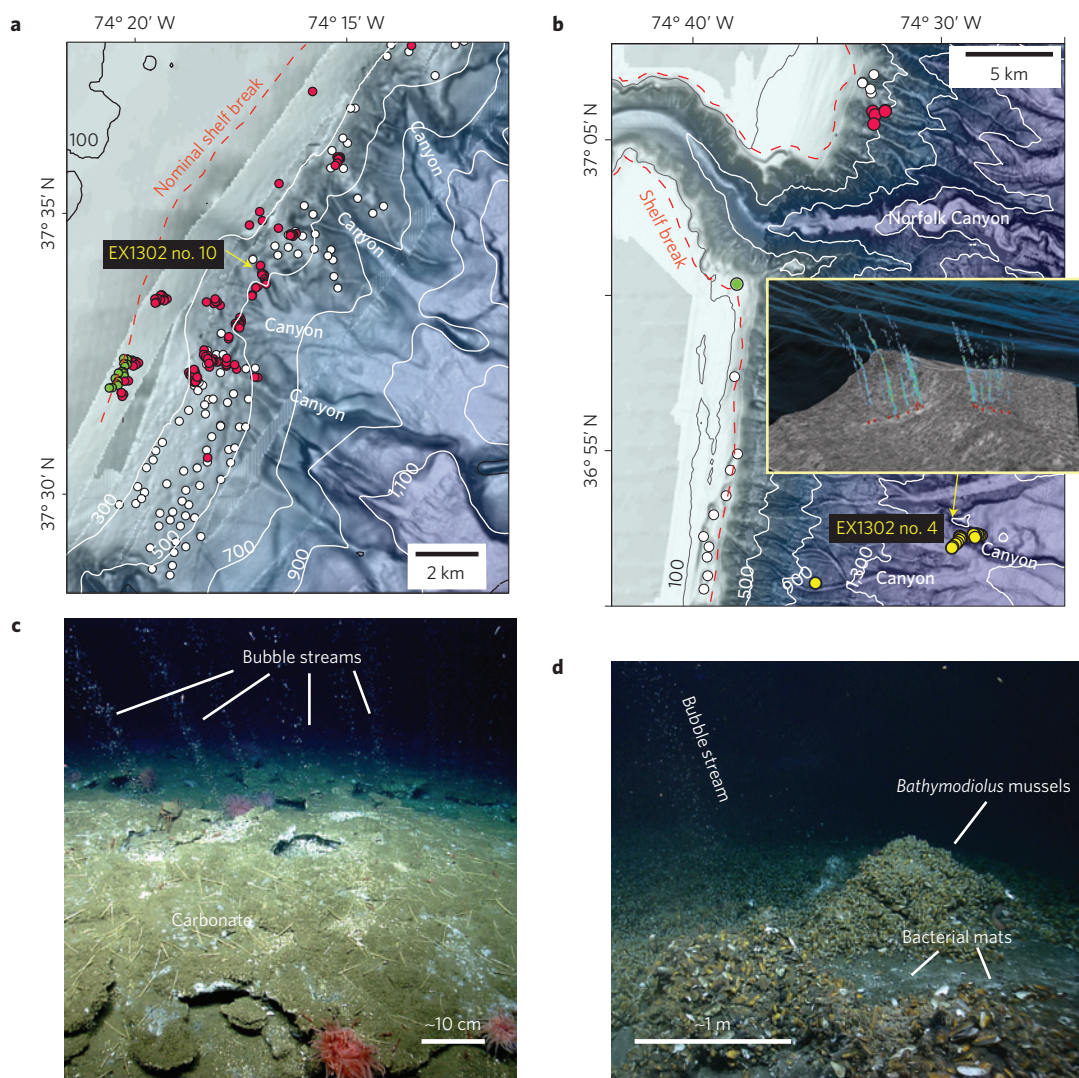 a
74° 20' W
74° 15' W
37° 35' N
37° 30' N
100
Nominal shelf break
EX1302 no. 10
Canyon
Canyon
Canyon
Canyon
300
500
700
900
1,100
2 km
b
74° 40' W
74° 30' W
5 km
37° 05' N
36° 55' N
Shelf break
Norfolk Canyon
EX1302 no. 4
Canyon
Canyon
100
500
900
1,300
c
Bubble streams
Carbonate
~10 cm
d
Bubble stream
Bathymodiolus mussels
Bacterial mats
~1 m